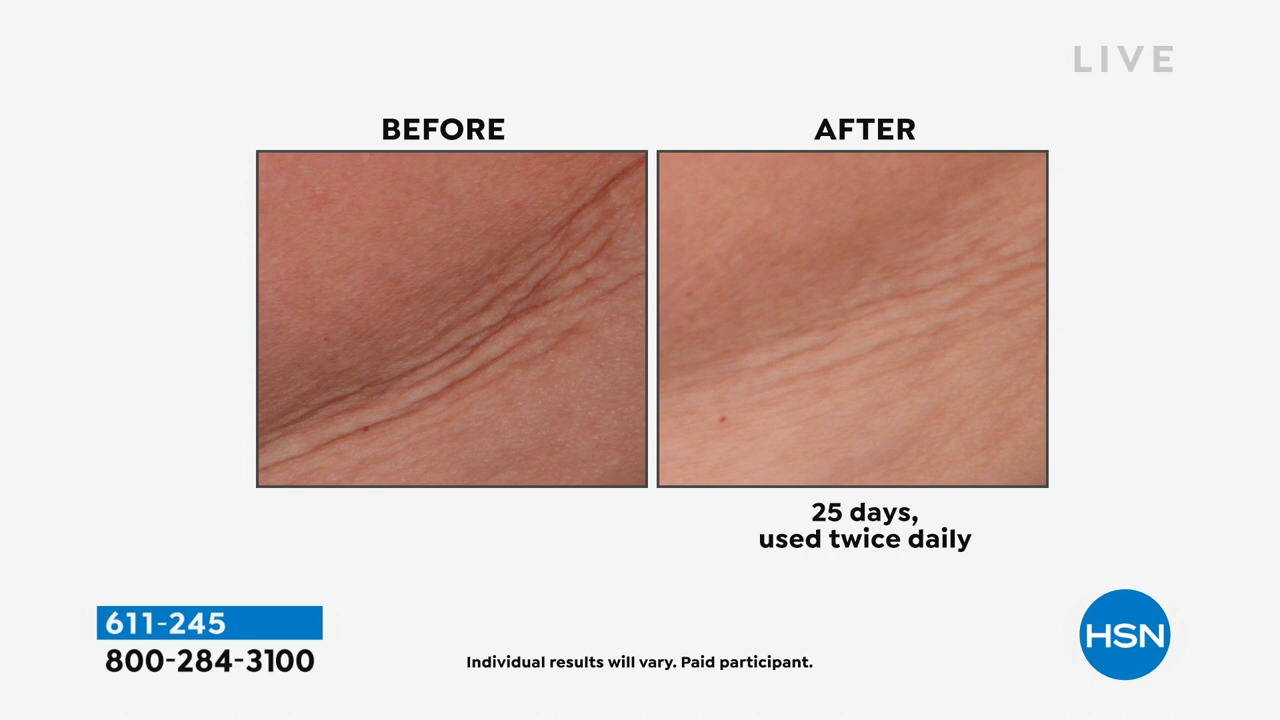 LIVE
BEFORE
AFTER
25 days,
used twice daily
611-245
800-284-3100
Individual results will vary. Paid participant.
HSN